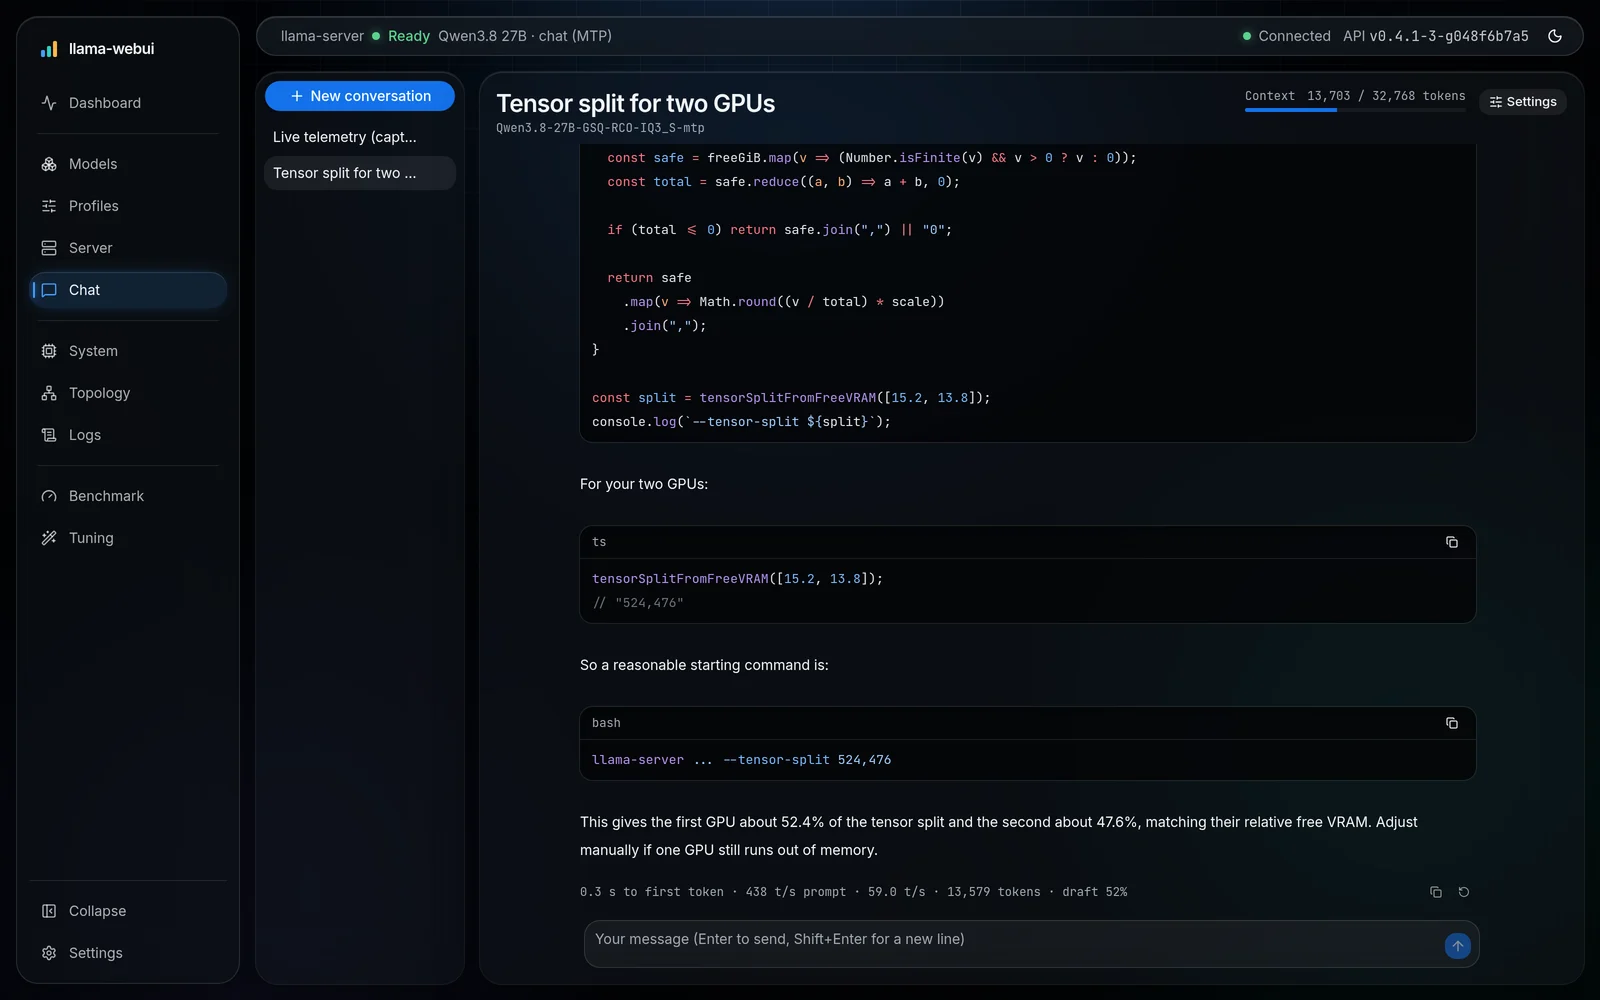 llama-webui
Dashboard
Models
Profiles
Server
Chat
System
Topology
Logs
Benchmark
Tuning
Collapse
Settings
llama-server ● Ready Qwen3.8 27B · chat (MTP)
Connected API v0.4.1-3-g048f6b7a5
+ New conversation
Live telemetry (capt...
Tensor split for two ...
Tensor split for two GPUs
Qwen3.8-27B-GSQ-RCO-IQ3_S-mtp
Context 13,703 / 32,768 tokens
Settings
const safe = freeGiB.map(v => (Number.isFinite(v) && v > 0 ? v : 0));
const total = safe.reduce((a, b) => a + b, 0);
if (total <= 0) return safe.join(",") || "0";
return safe
.map(v => Math.round((v / total) * scale))
.join(",");
}
const split = tensorSplitFromFreeVRAM([15.2, 13.8]);
console.log(`--tensor-split ${split}`);
For your two GPUs:
ts
tensorSplitFromFreeVRAM([15.2, 13.8]);
// "524,476"
So a reasonable starting command is:
bash
llama-server ... --tensor-split 524,476
This gives the first GPU about 52.4% of the tensor split and the second about 47.6%, matching their relative free VRAM. Adjust
manually if one GPU still runs out of memory.
0.3 s to first token · 438 t/s prompt · 59.0 t/s · 13,579 tokens · draft 52%
Your message (Enter to send, Shift+Enter for a new line)